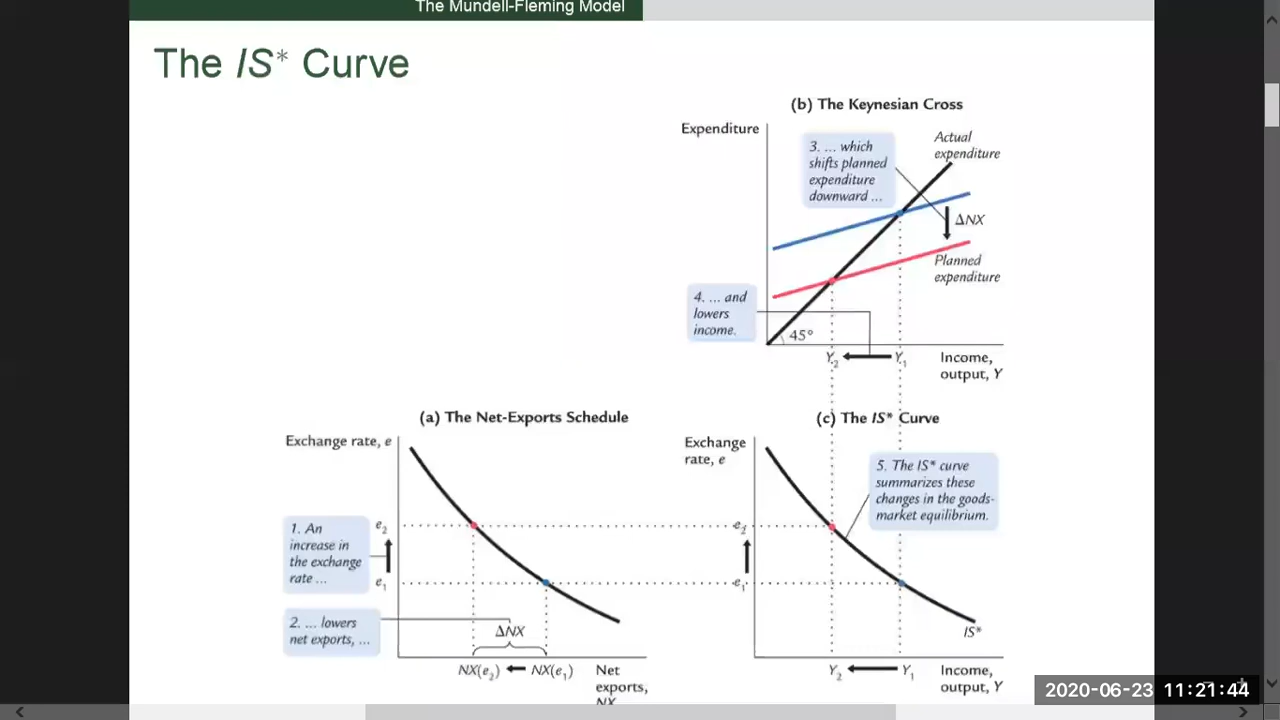 The Mundell-Fleming Model
The IS* Curve
(b) The Keynesian Cross
Expenditure
3. ... which
shifts planned
expenditure
downward ...
Actual
expenditure
ΔNX
Planned
expenditure
4. ... and
lowers
income.
45°
Y₂
Y₁
Income,
output, Y
(a) The Net-Exports Schedule
Exchange rate, e
1. An
increase in
the exchange
rate ...
e₂
e₁
2. ... lowers
net exports, ...
ΔNX
NX(e₂)
NX(e₁)
Net
exports,
NX
(c) The IS* Curve
Exchange
rate, e
5. The IS* curve
summarizes these
changes in the goods-
market equilibrium.
e₂
e₁
IS*
Y₂
Y₁
Income,
output, Y
2020-06-23 11:21:44